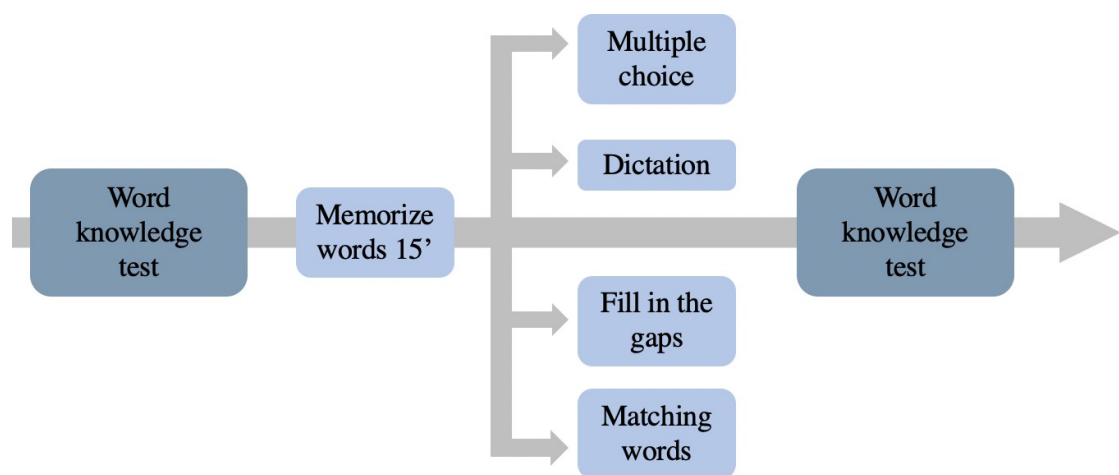 Word
knowledge
test
Memorize
words 15’
Multiple
choice
Dictation
Fill in the
gaps
Matching
words
Word
knowledge
test